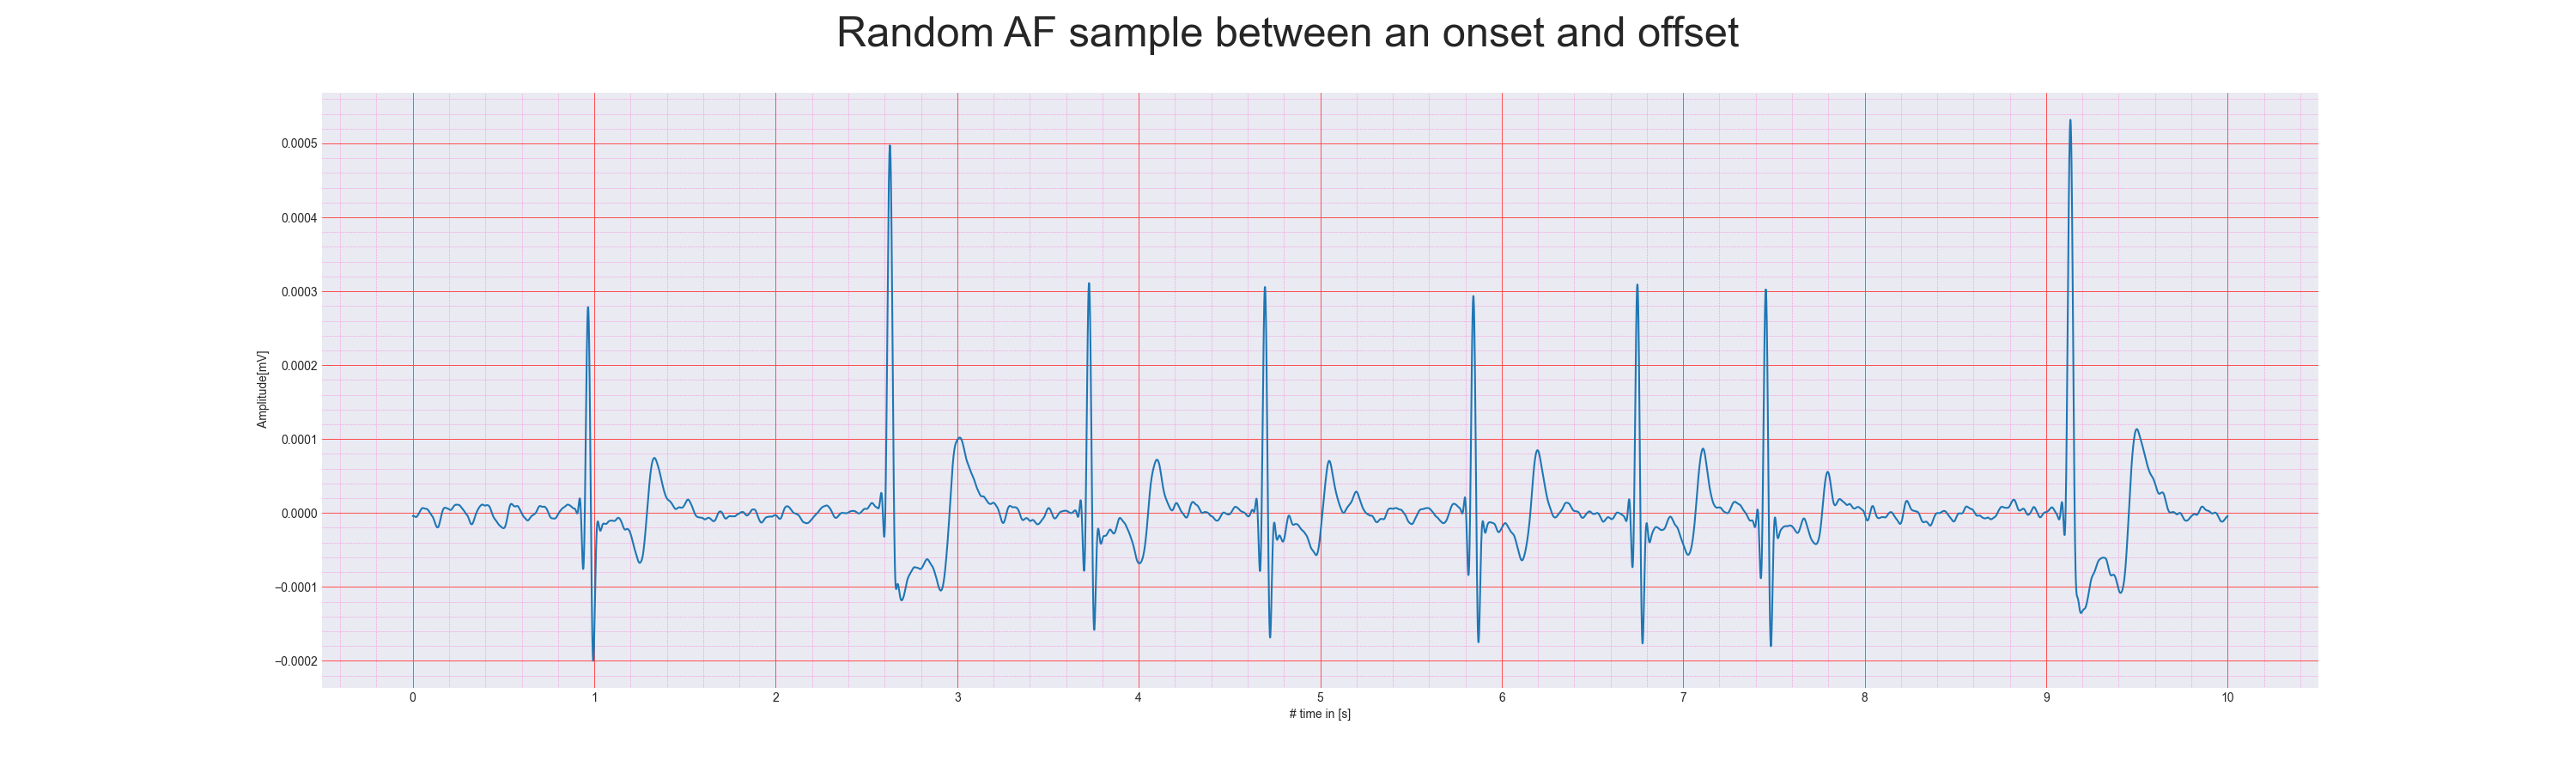 Random AF sample between an onset and offset
0.0005
0.0004
0.0003
0.0002
0.0001
0.0000
−0.0001
−0.0002
Amplitude[mV]
0 1 2 3 4 5 6 7 8 9 10
# time in [s]